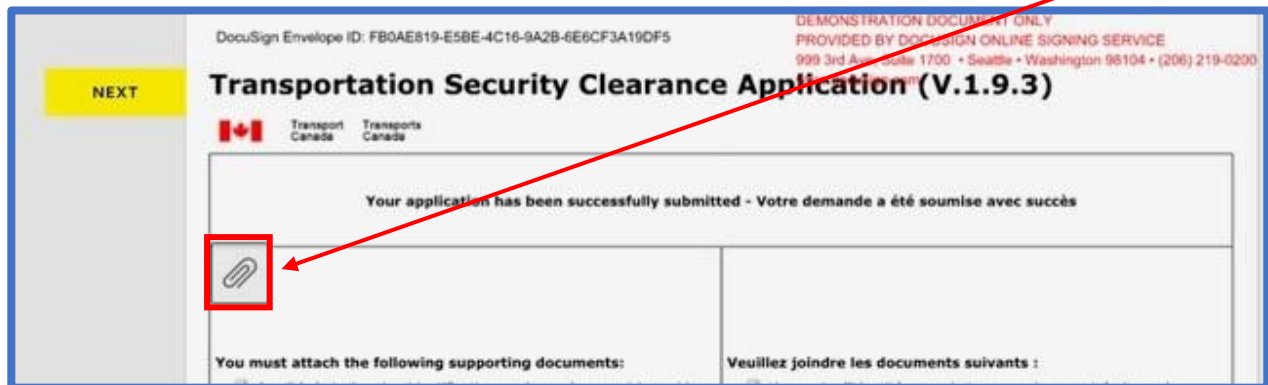 DocuSign Envelope ID: FB0AE819-E5BE-4C16-9A2B-6E6CF3A19DF5
DEMONSTRATION DOCUMENT ONLY
PROVIDED BY DOCUSIGN ONLINE SIGNING SERVICE
999 3rd Ave, Suite 1700 • Seattle • Washington 98104 • (206) 219-0200
NEXT
Transportation Security Clearance Application (V.1.9.3)
Transport Canada
Transports Canada
Your application has been successfully submitted - Votre demande a été soumise avec succès
You must attach the following supporting documents:
Veuillez joindre les documents suivants :